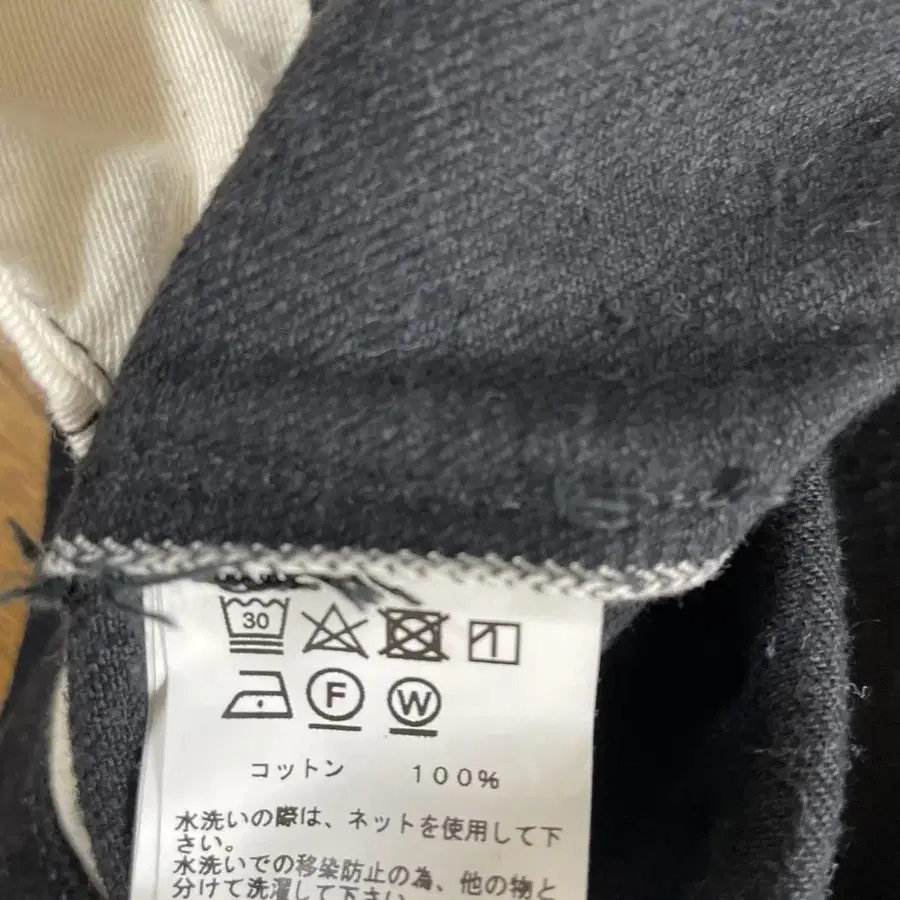 30
F W
コットン 100%
水洗いの際は、ネットを使用して下
さい。
水洗いでの移染防止の為、他の物と
分けて洗濯して下さい。